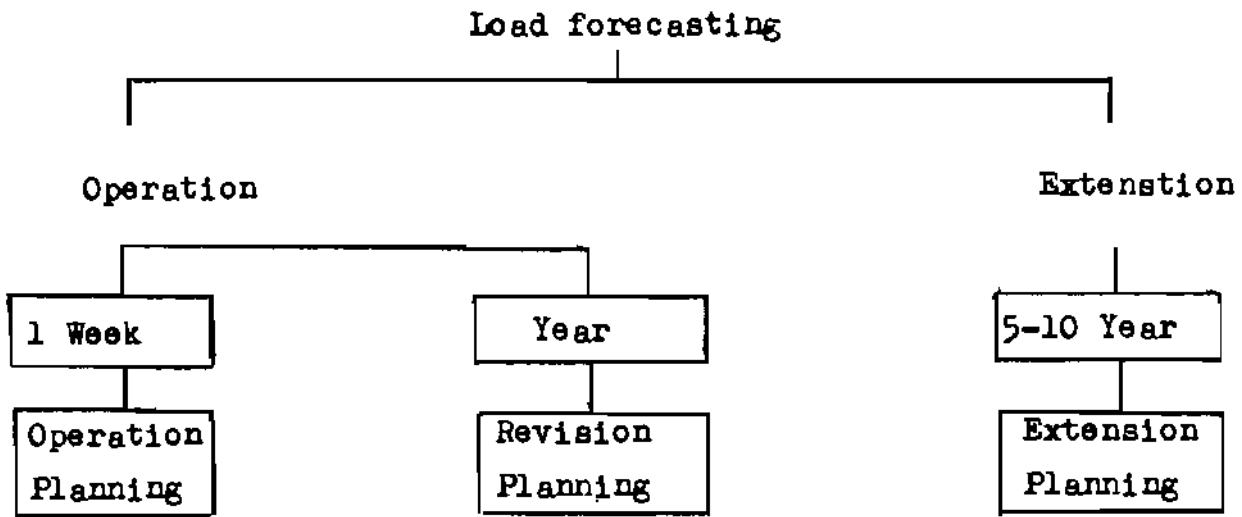 Load forecasting
Operation
Extenstion
1 Week
Year
5-10 Year
Operation
Planning
Revision
Planning
Extension
Planning